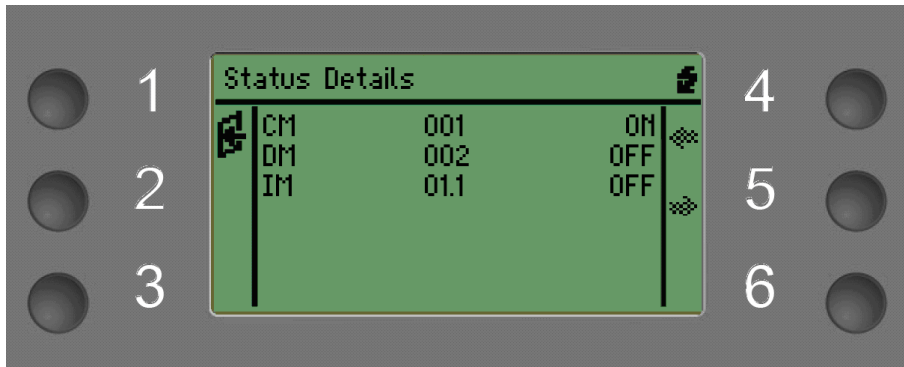 Status Details
1
4
CM 001 ON
DM 002 OFF
2
5
IM 01.1 OFF
3
6